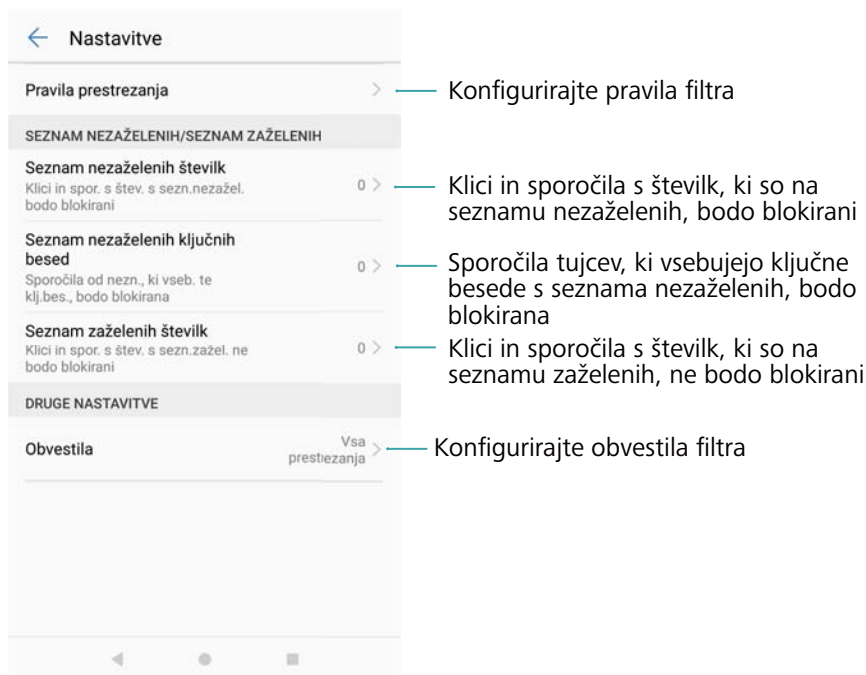 Nastavitve
Pravila prestrezanja
Konfigurirajte pravila filtra
SEZNAM NEZAŽELENIH/SEZNAM ZAŽELENIH
Seznam nezaželenih številk
Klici in spor. s štev. s sezn.nezažel.
bodo blokirani
0
Klici in sporočila s številk, ki so na
seznamu nezaželenih, bodo blokirani
Seznam nezaželenih ključnih
besed
Sporočila od nezn., ki vseb. te
klj.bes., bodo blokirana
0
Sporočila tujcev, ki vsebujejo ključne
besede s seznama nezaželenih, bodo
blokirana
Seznam zaželenih številk
Klici in spor. s štev. s sezn.zažel. ne
bodo blokirani
0
Klici in sporočila s številk, ki so na
seznamu zaželenih, ne bodo blokirani
DRUGE NASTAVITVE
Obvestila
Vsa
prestrezanja
Konfigurirajte obvestila filtra